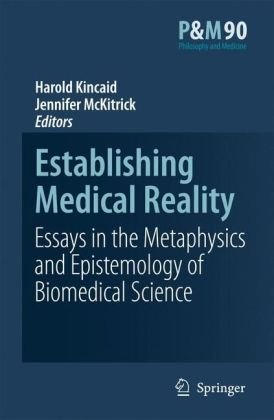 P&M 90
Philosophy and Medicine
Harold Kincaid
Jennifer McKitrick
Editors
Establishing
Medical Reality
Essays in the Metaphysics
and Epistemology of
Biomedical Science
Springer